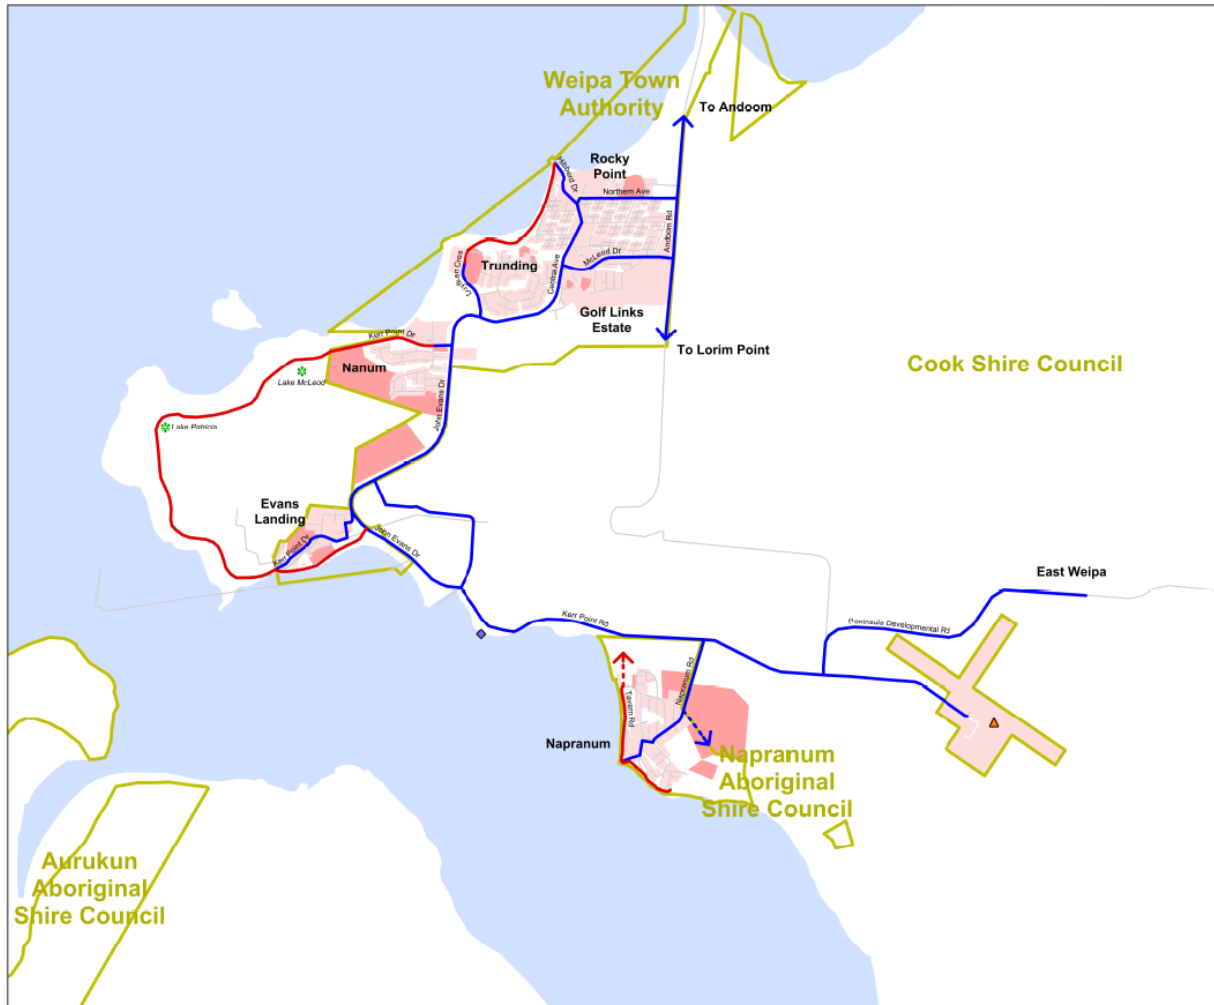 Weipa Town
Authority
To Andoom
Rocky
Point
Hibberd Dr
Northern Ave
Andoom Rd
McLeod Dr
Central Ave
Trunding
Golf Links
Estate
Kerr Point Dr
To Lorim Point
Cook Shire Council
Nanum
Lake McLeod
John Evans Dr
Lake Patricia
Evans
Landing
Kerr Point Dr
John Evans Dr
East Weipa
Kerr Point Rd
Peninsula Developmental Rd
Napranum Rd
Tavern Rd
Napranum
Napranum
Aboriginal
Shire Council
Aurukun
Aboriginal
Shire Council